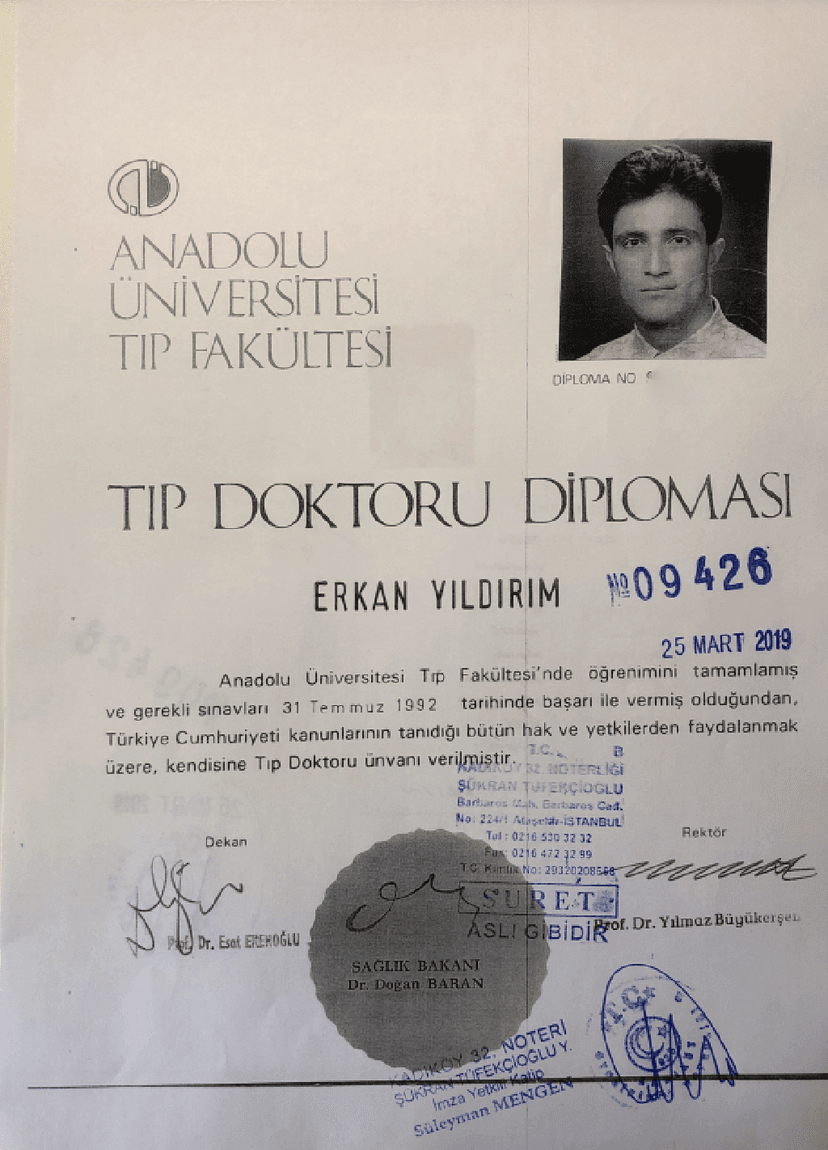 ANADOLU
ÜNİVERSİTESİ
TIP FAKÜLTESİ
DİPLOMA NO
TIP DOKTORU DİPLOMASI
ERKAN YILDIRIM
No 09426
25 MART 2019
Anadolu Üniversitesi Tıp Fakültesi'nde öğrenimini tamamlamış
ve gerekli sınavları 31 Temmuz 1992 tarihinde başarı ile vermiş olduğundan,
Türkiye Cumhuriyeti kanunlarının tanıdığı bütün hak ve yetkilerden faydalanmak
üzere, kendisine Tıp Doktoru ünvanı verilmiştir.
T.C.
KADIKÖY 32. NOTERLİĞİ
ŞÜKRAN TÜFEKÇİOĞLU
Barbaros Mah. Barbaros Cad.
No: 224/1 Ataşehir-İSTANBUL
Tel : 0216 530 32 32
Fax: 0216 472 32 99
T.C. Kimlik No:
SURET
ASLI GİBİDİR
Dekan
Prof. Dr. Esat EREKOĞLU
Rektör
Prof. Dr. Yılmaz Büyükerşen
SAĞLIK BAKANI
Dr. Doğan BARAN
KADIKÖY 32. NOTERİ
ŞÜKRAN TÜFEKÇİOĞLU Y.
İmza Yetkili Katip
Süleyman MENGEN
T.C.